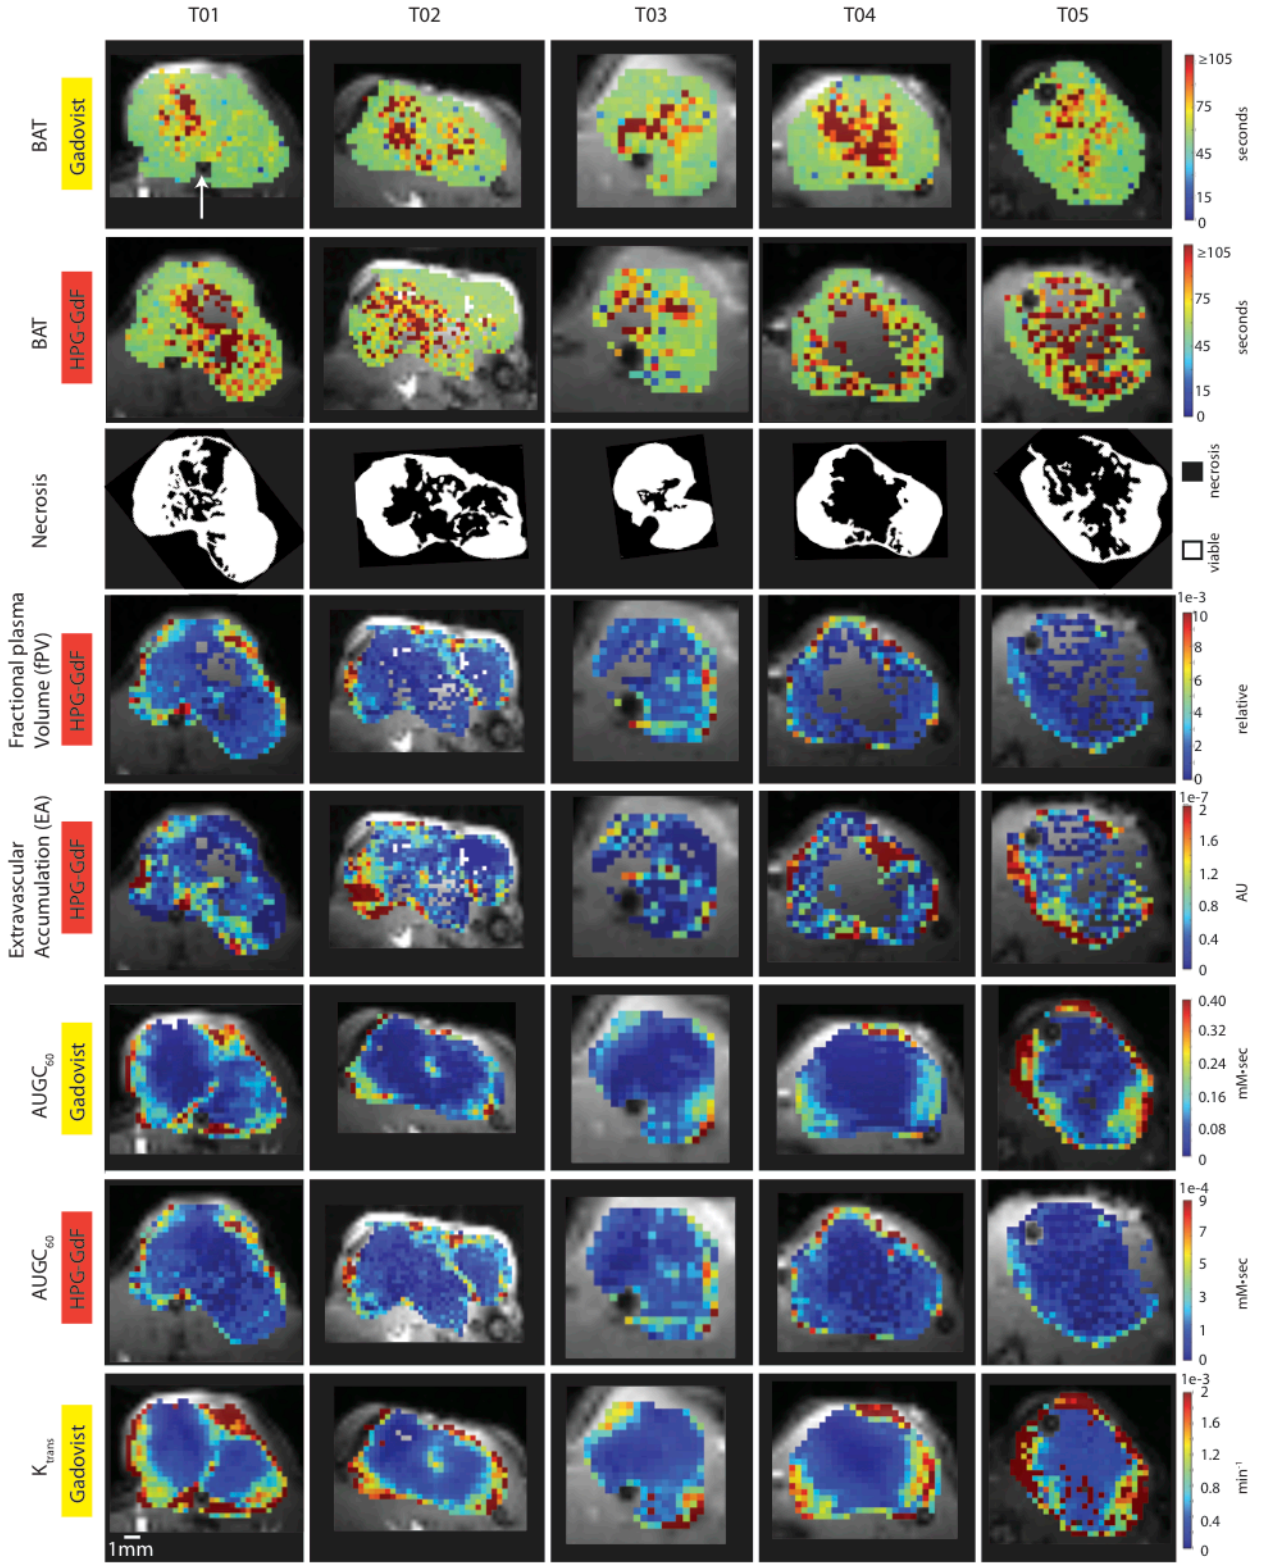 T01 T02 T03 T04 T05
BAT
Gadovist
≥105
75
45
15
0
seconds
BAT
HPG-GdF
≥105
75
45
15
0
seconds
Necrosis
necrosis
viable
Fractional plasma
Volume (fPV)
HPG-GdF
1e-3
10
8
6
4
2
0
relative
Extravascular
Accumulation (EA)
HPG-GdF
1e-7
2
1.6
1.2
0.8
0.4
0
AU
AUGC60
Gadovist
0.40
0.32
0.24
0.16
0.08
0
mM•sec
AUGC60
HPG-GdF
1e-4
9
7
5
3
1
0
mM•sec
Ktrans
Gadovist
1e-3
2
1.6
1.2
0.8
0.4
0
min-1
1mm